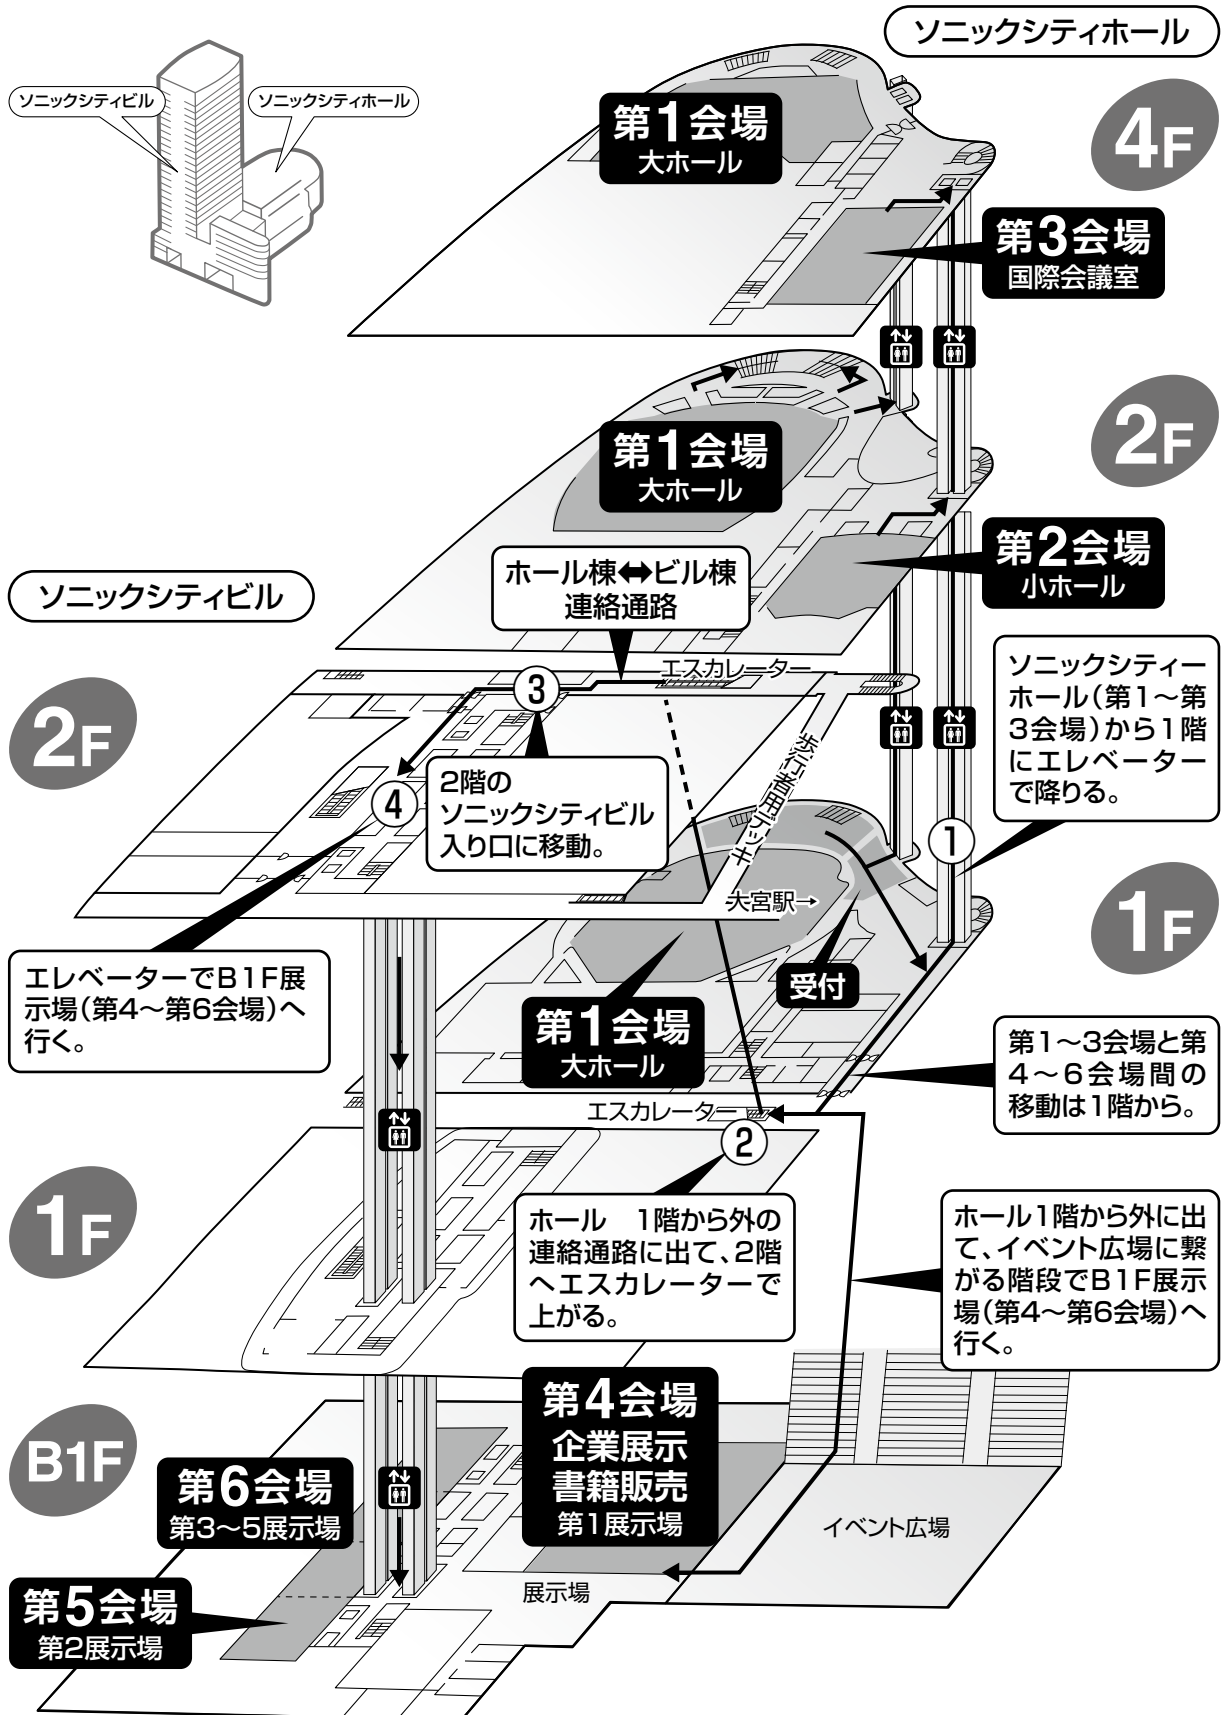 ソニックシティホール
ソニックシティビル
ソニックシティホール
4F
第1会場
大ホール
第3会場
国際会議室
2F
第1会場
大ホール
第2会場
小ホール
ホール棟⬌ビル棟
連絡通路
ソニックシティビル
エスカレーター
2F
③
2階の
ソニックシティビル
入り口に移動。
④
歩行者用デッキ
ソニックシティー
ホール(第1〜第
3会場)から1階
にエレベーター
で降りる。
①
大宮駅→
1F
エレベーターでB1F展
示場(第4〜第6会場)へ
行く。
受付
第1会場
大ホール
第1〜3会場と第
4〜6会場間の
移動は1階から。
エスカレーター
②
1F
ホール 1階から外の
連絡通路に出て、2階
へエスカレーターで
上がる。
ホール1階から外に出
て、イベント広場に繋
がる階段でB1F展示
場(第4〜第6会場)へ
行く。
B1F
第4会場
企業展示
書籍販売
第1展示場
第6会場
第3〜5展示場
イベント広場
展示場
第5会場
第2展示場